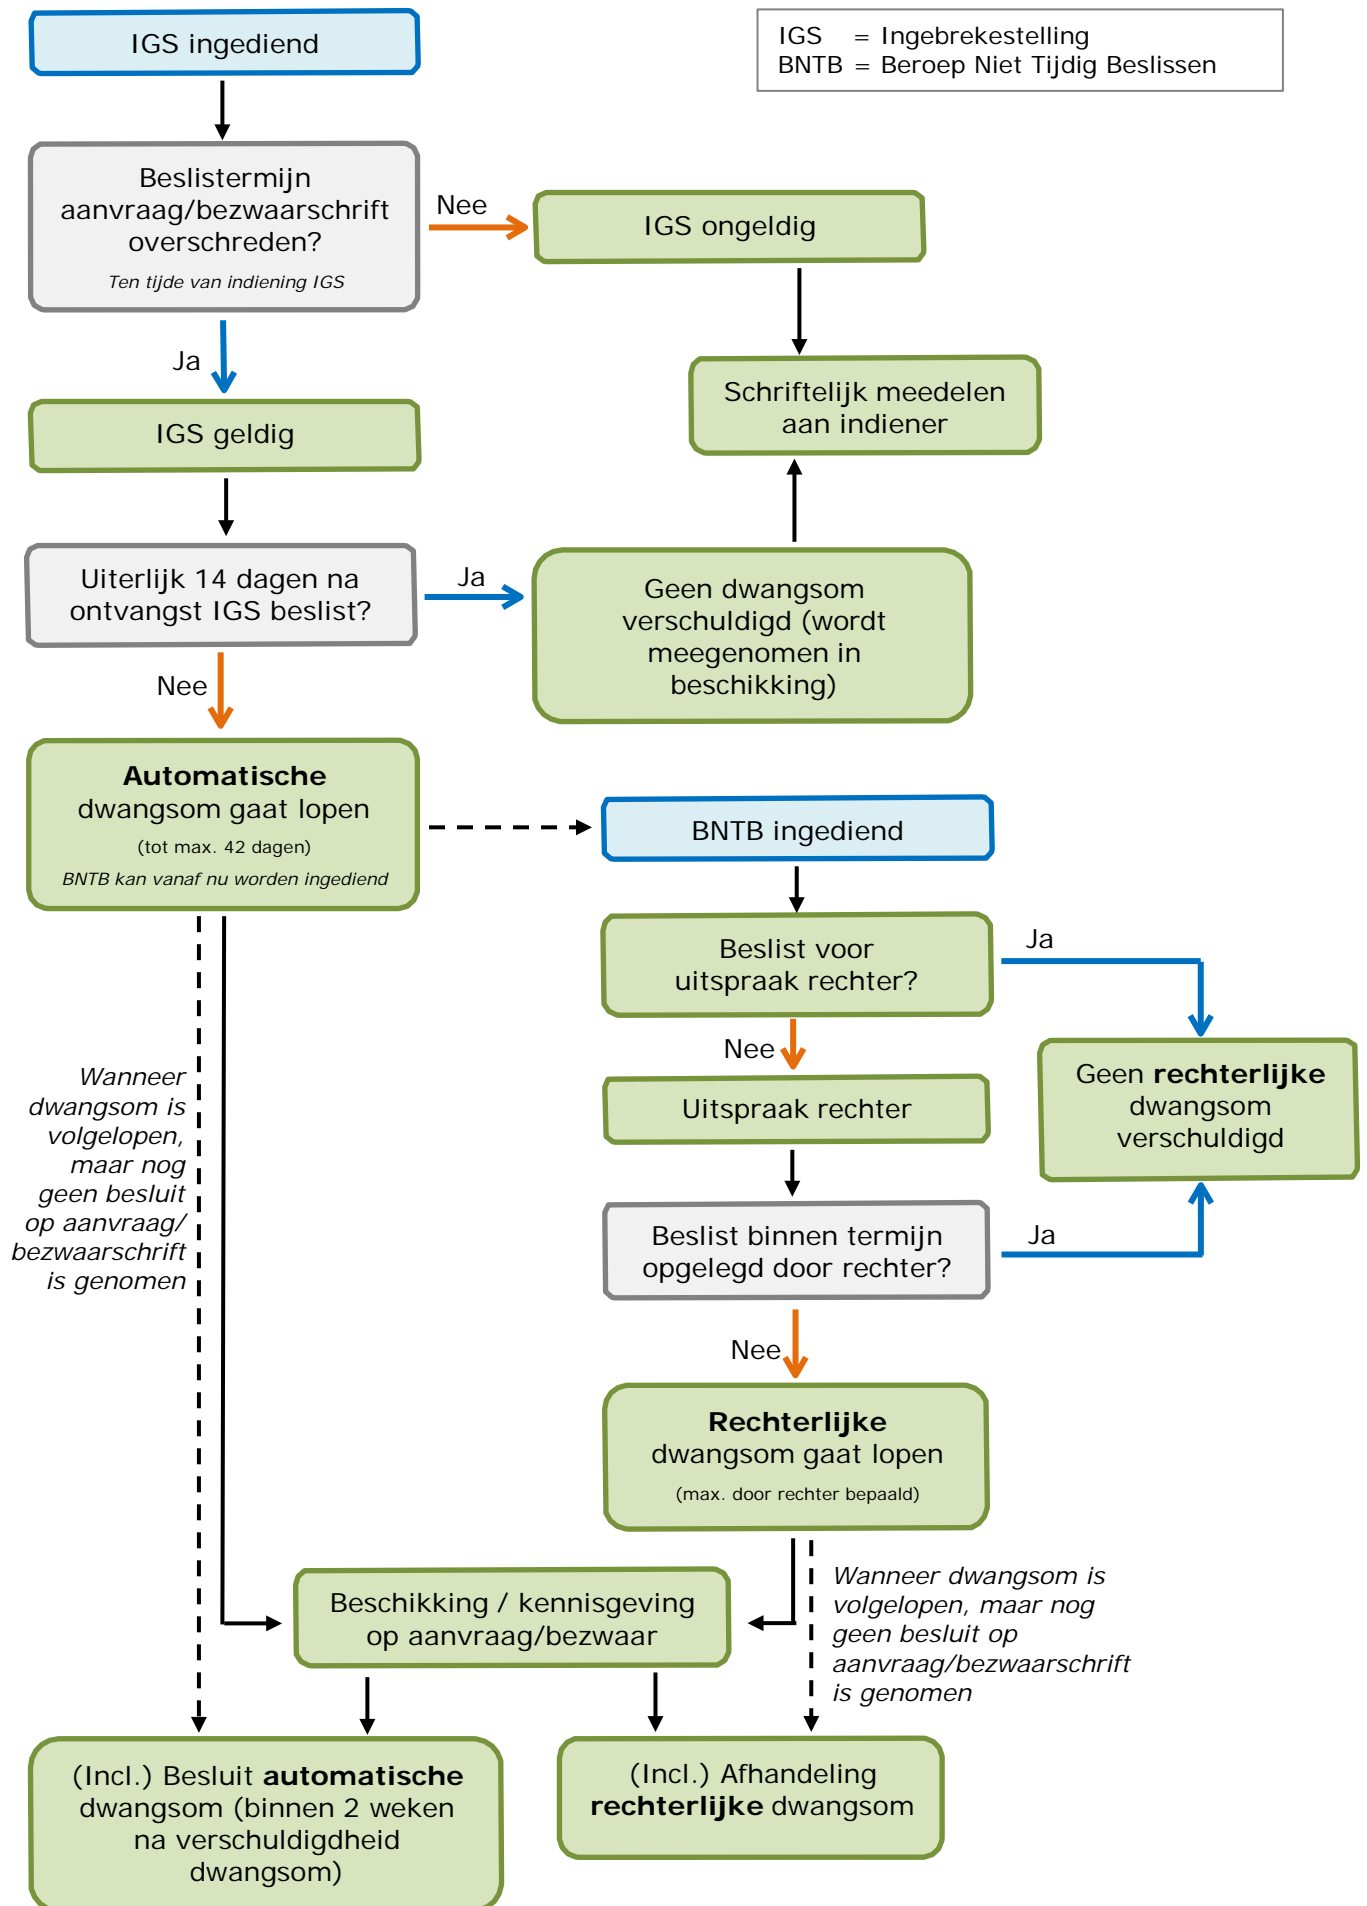 IGS ingediend
IGS = Ingebrekestelling
BNTB = Beroep Niet Tijdig Beslissen
Beslistermijn
aanvraag/bezwaarschrift
overschreden?
Ten tijde van indiening IGS
Nee
IGS ongeldig
Ja
Schriftelijk meedelen
aan indiener
IGS geldig
Uiterlijk 14 dagen na
ontvangst IGS beslist?
Ja
Geen dwangsom
verschuldigd (wordt
meegenomen in
beschikking)
Nee
Automatische
dwangsom gaat lopen
(tot max. 42 dagen)
BNTB kan vanaf nu worden ingediend
BNTB ingediend
Beslist voor
uitspraak rechter?
Ja
Nee
Geen rechterlijke
dwangsom
verschuldigd
Uitspraak rechter
Wanneer
dwangsom is
volgelopen,
maar nog
geen besluit
op aanvraag/
bezwaarschrift
is genomen
Beslist binnen termijn
opgelegd door rechter?
Ja
Nee
Rechterlijke
dwangsom gaat lopen
(max. door rechter bepaald)
Wanneer dwangsom is
volgelopen, maar nog
geen besluit op
aanvraag/bezwaarschrift
is genomen
Beschikking / kennisgeving
op aanvraag/bezwaar
(Incl.) Besluit automatische
dwangsom (binnen 2 weken
na verschuldigdheid
dwangsom)
(Incl.) Afhandeling
rechterlijke dwangsom